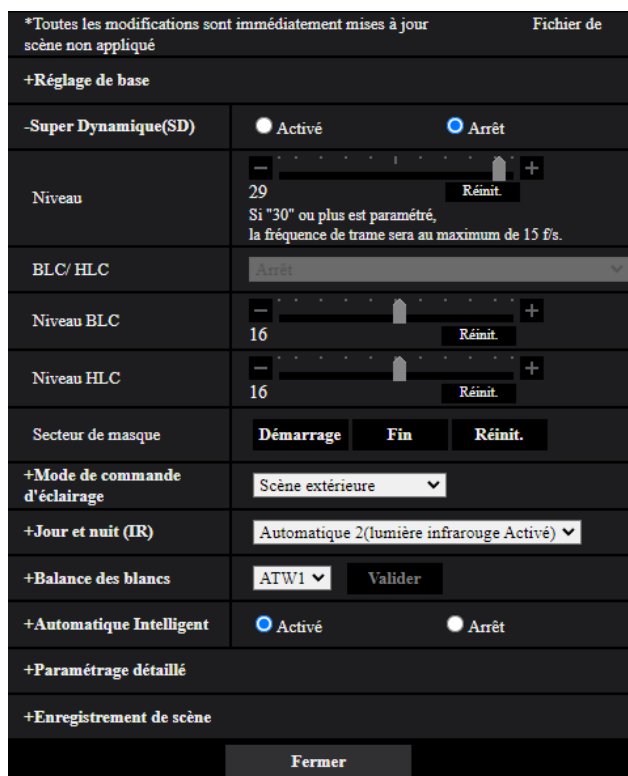 *Toutes les modifications sont immédiatement mises à jour Fichier de
scène non appliqué
+Réglage de base
-Super Dynamique(SD) Activé Arrêt
Niveau
29 Réinit.
Si "30" ou plus est paramétré,
la fréquence de trame sera au maximum de 15 f/s.
BLC/ HLC Arrêt
Niveau BLC
16 Réinit.
Niveau HLC
16 Réinit.
Secteur de masque Démarrage Fin Réinit.
+Mode de commande
d'éclairage Scène extérieure
+Jour et nuit (IR) Automatique 2(lumière infrarouge Activé)
+Balance des blancs ATW1 Valider
+Automatique Intelligent Activé Arrêt
+Paramétrage détaillé
+Enregistrement de scène
Fermer